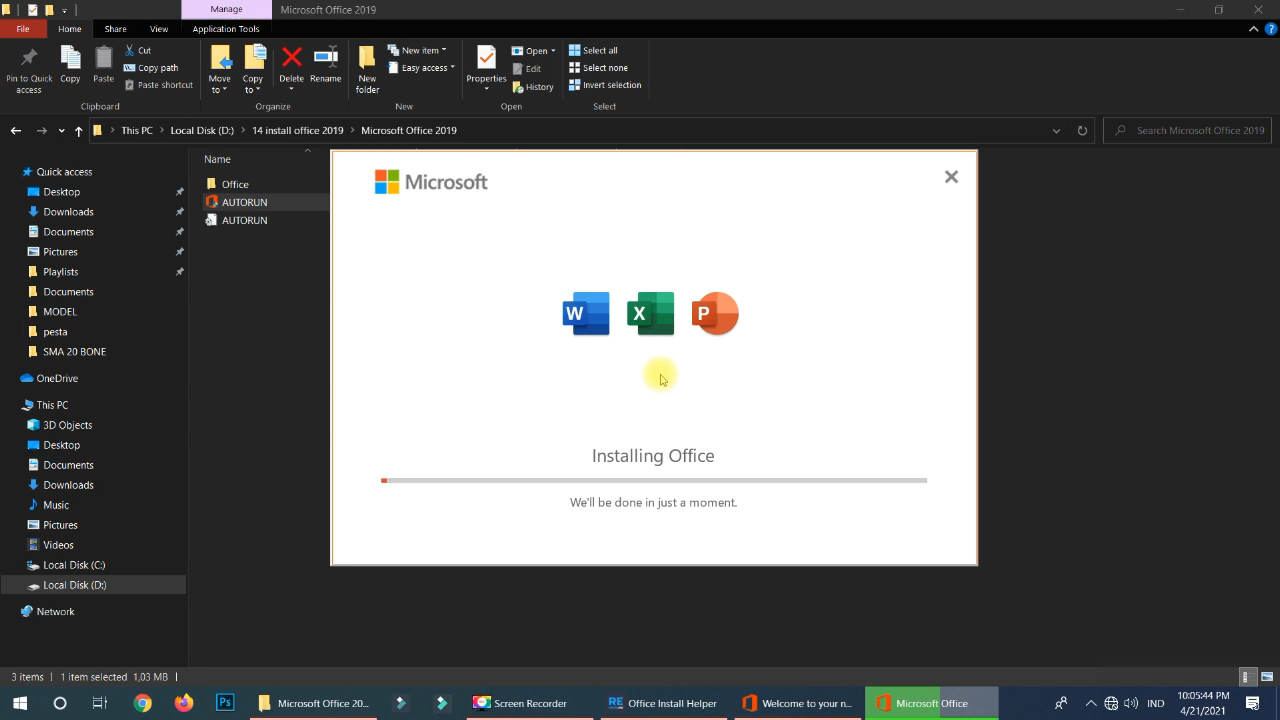 Manage
Microsoft Office 2019
File
Home
Share
View
Application Tools
Pin to Quick
access
Copy
Paste
Cut
Copy path
Paste shortcut
Clipboard
Move
to
Copy
to
Delete
Rename
Organize
New
folder
New item
Easy access
New
Properties
Open
Edit
History
Open
Select all
Select none
Invert selection
Select
This PC
Local Disk (D:)
14 install office 2019
Microsoft Office 2019
Search Microsoft Office 2019
Name
Office
AUTORUN
AUTORUN
Quick access
Desktop
Downloads
Documents
Pictures
Playlists
Documents
MODEL
pesta
SMA 20 BONE
OneDrive
This PC
3D Objects
Desktop
Documents
Downloads
Music
Pictures
Videos
Local Disk (C:)
Local Disk (D:)
Network
Microsoft
W
X
P
Installing Office
We'll be done in just a moment.
3 items
1 item selected 1,03 MB
Ps
Microsoft Office 20...
Screen Recorder
RE
Office Install Helper
Welcome to your n...
Microsoft Office
IND
10:05:44 PM
4/21/2021